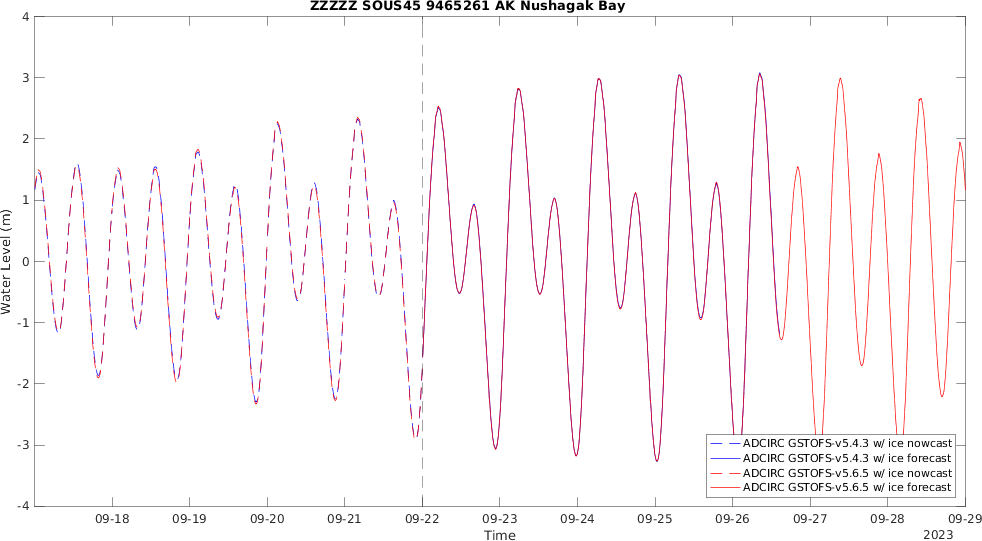 ZZZZZ SOUS45 9465261 AK Nushagak Bay
4
3
2
1
0
-1
-2
-3
-4
Water Level (m)
ADCIRC GSTOFS-v5.4.3 w/ ice nowcast
ADCIRC GSTOFS-v5.4.3 w/ ice forecast
ADCIRC GSTOFS-v5.6.5 w/ ice nowcast
ADCIRC GSTOFS-v5.6.5 w/ ice forecast
09-18 09-19 09-20 09-21 09-22 09-23 09-24 09-25 09-26 09-27 09-28 09-29
Time
2023